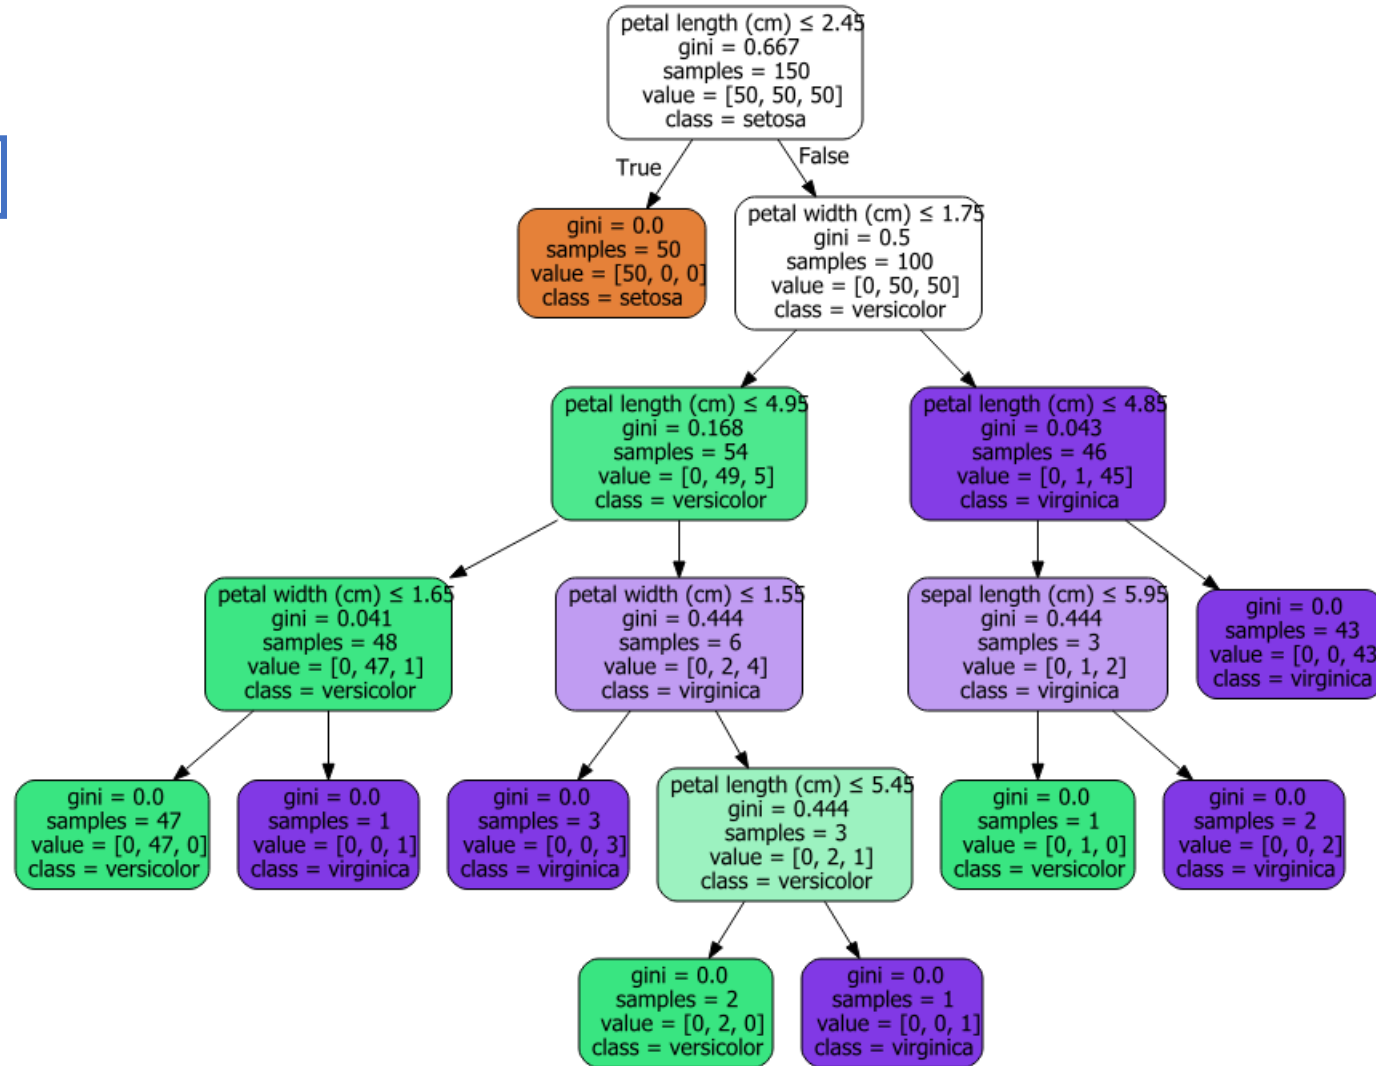 petal length (cm) ≤ 2.45
gini = 0.667
samples = 150
value = [50, 50, 50]
class = setosa
True
False
gini = 0.0
samples = 50
value = [50, 0, 0]
class = setosa
petal width (cm) ≤ 1.75
gini = 0.5
samples = 100
value = [0, 50, 50]
class = versicolor
petal length (cm) ≤ 4.95
gini = 0.168
samples = 54
value = [0, 49, 5]
class = versicolor
petal length (cm) ≤ 4.85
gini = 0.043
samples = 46
value = [0, 1, 45]
class = virginica
petal width (cm) ≤ 1.65
gini = 0.041
samples = 48
value = [0, 47, 1]
class = versicolor
petal width (cm) ≤ 1.55
gini = 0.444
samples = 6
value = [0, 2, 4]
class = virginica
sepal length (cm) ≤ 5.95
gini = 0.444
samples = 3
value = [0, 1, 2]
class = virginica
gini = 0.0
samples = 43
value = [0, 0, 43
class = virginica
gini = 0.0
samples = 47
value = [0, 47, 0]
class = versicolor
gini = 0.0
samples = 1
value = [0, 0, 1]
class = virginica
gini = 0.0
samples = 3
value = [0, 0, 3]
class = virginica
petal length (cm) ≤ 5.45
gini = 0.444
samples = 3
value = [0, 2, 1]
class = versicolor
gini = 0.0
samples = 1
value = [0, 1, 0]
class = versicolor
gini = 0.0
samples = 2
value = [0, 0, 2]
class = virginica
gini = 0.0
samples = 2
value = [0, 2, 0]
class = versicolor
gini = 0.0
samples = 1
value = [0, 0, 1]
class = virginica